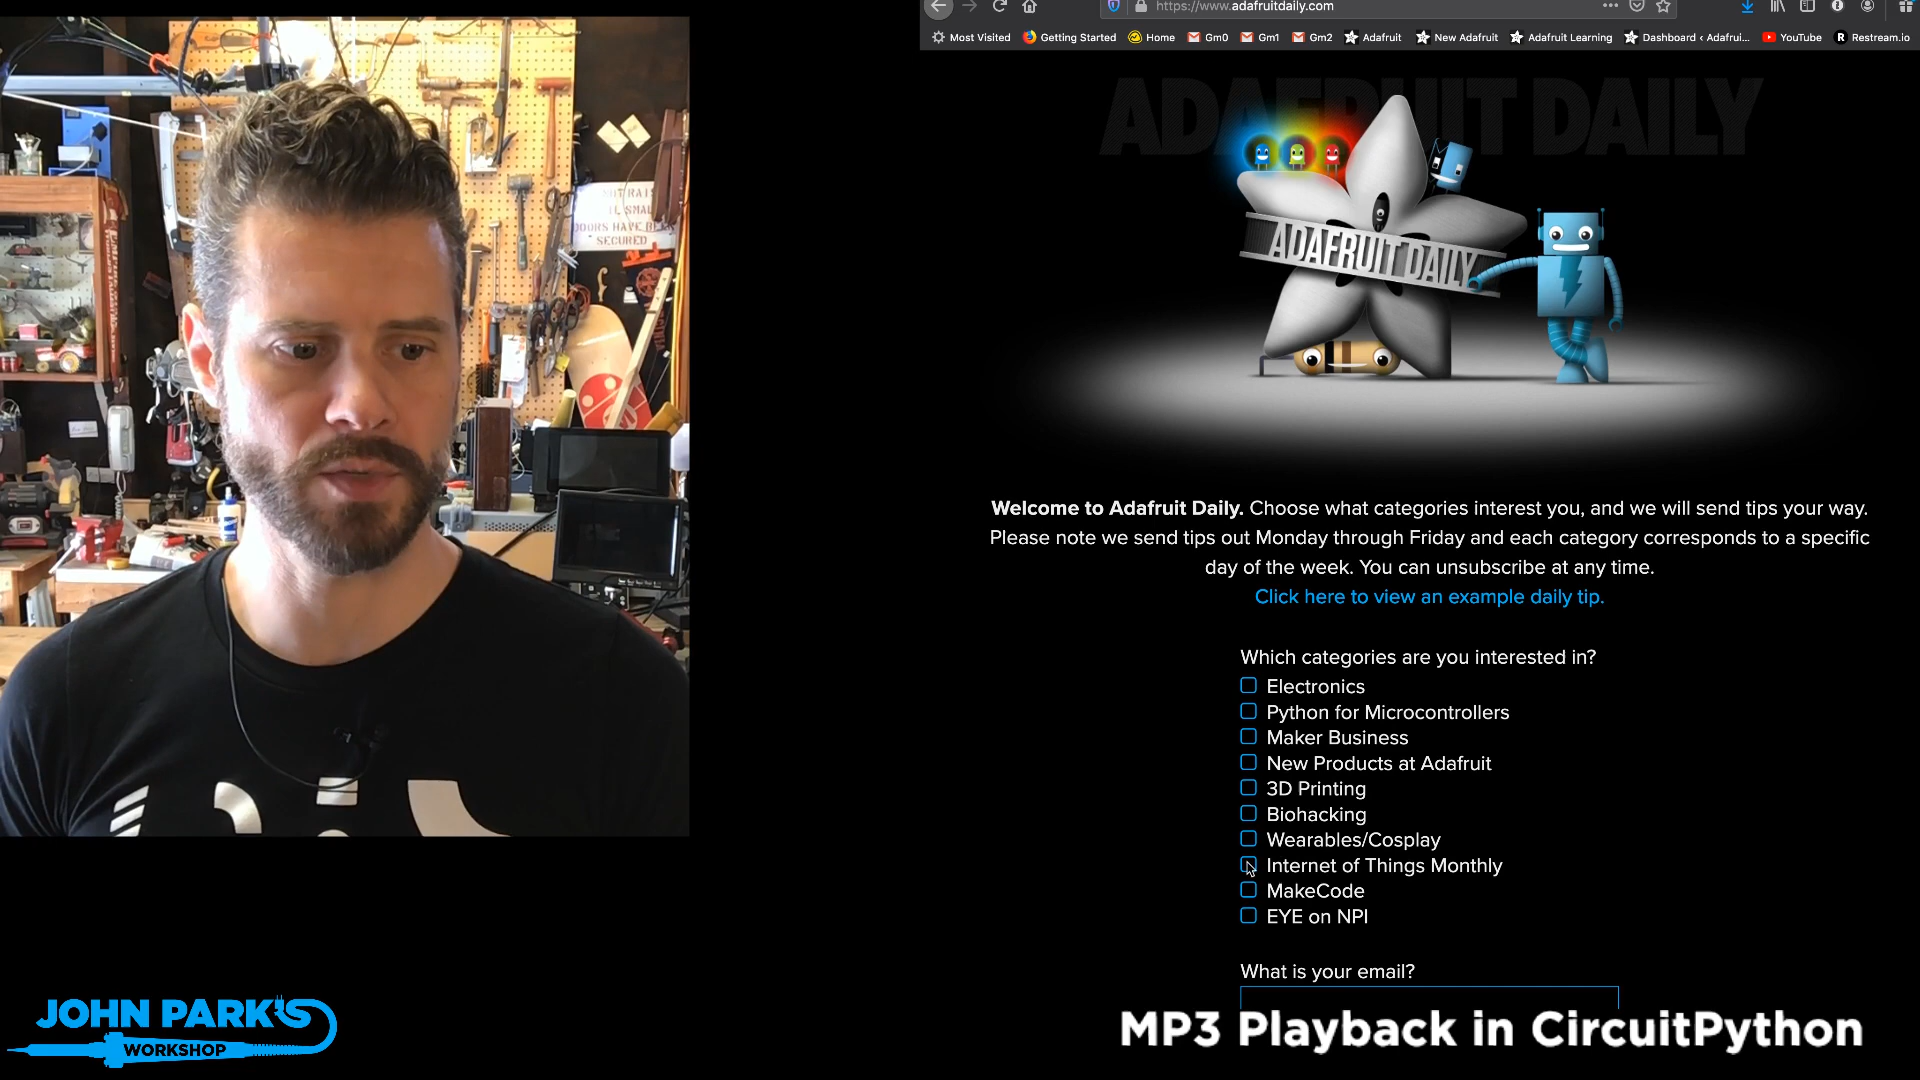 https://www.adafruitdaily.com
Most Visited
Getting Started
Home
Gm0
Gm1
Gm2
Adafruit
New Adafruit
Adafruit Learning
Dashboard ‹ Adafrui...
YouTube
Restream.io
ADAFRUIT DAILY
ADAFRUIT DAILY
DOORS HAVE BEEN
SECURED
Welcome to Adafruit Daily. Choose what categories interest you, and we will send tips your way.
Please note we send tips out Monday through Friday and each category corresponds to a specific
day of the week. You can unsubscribe at any time.
Click here to view an example daily tip.
Which categories are you interested in?
Electronics
Python for Microcontrollers
Maker Business
New Products at Adafruit
3D Printing
Biohacking
Wearables/Cosplay
Internet of Things Monthly
MakeCode
EYE on NPI
What is your email?
JOHN PARK'S
WORKSHOP
MP3 Playback in CircuitPython